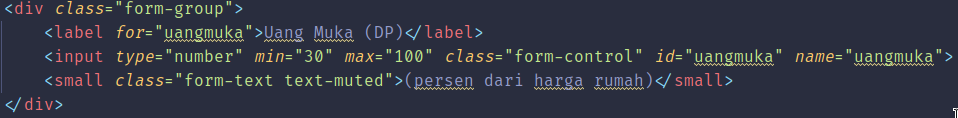 <div class="form-group">
<label for="uangmuka">Uang Muka (DP)</label>
<input type="number" min="30" max="100" class="form-control" id="uangmuka" name="uangmuka">
<small class="form-text text-muted">(persen dari harga rumah)</small>
</div>